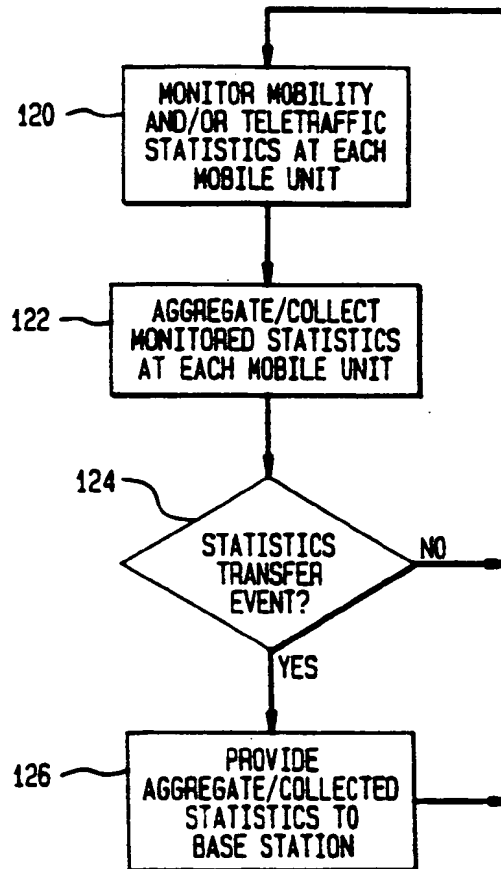 120
MONITOR MOBILITY
AND/OR TELETRAFFIC
STATISTICS AT EACH
MOBILE UNIT
122
AGGREGATE/COLLECT
MONITORED STATISTICS
AT EACH MOBILE UNIT
124
STATISTICS
TRANSFER
EVENT?
NO
YES
126
PROVIDE
AGGREGATE/COLLECTED
STATISTICS TO
BASE STATION